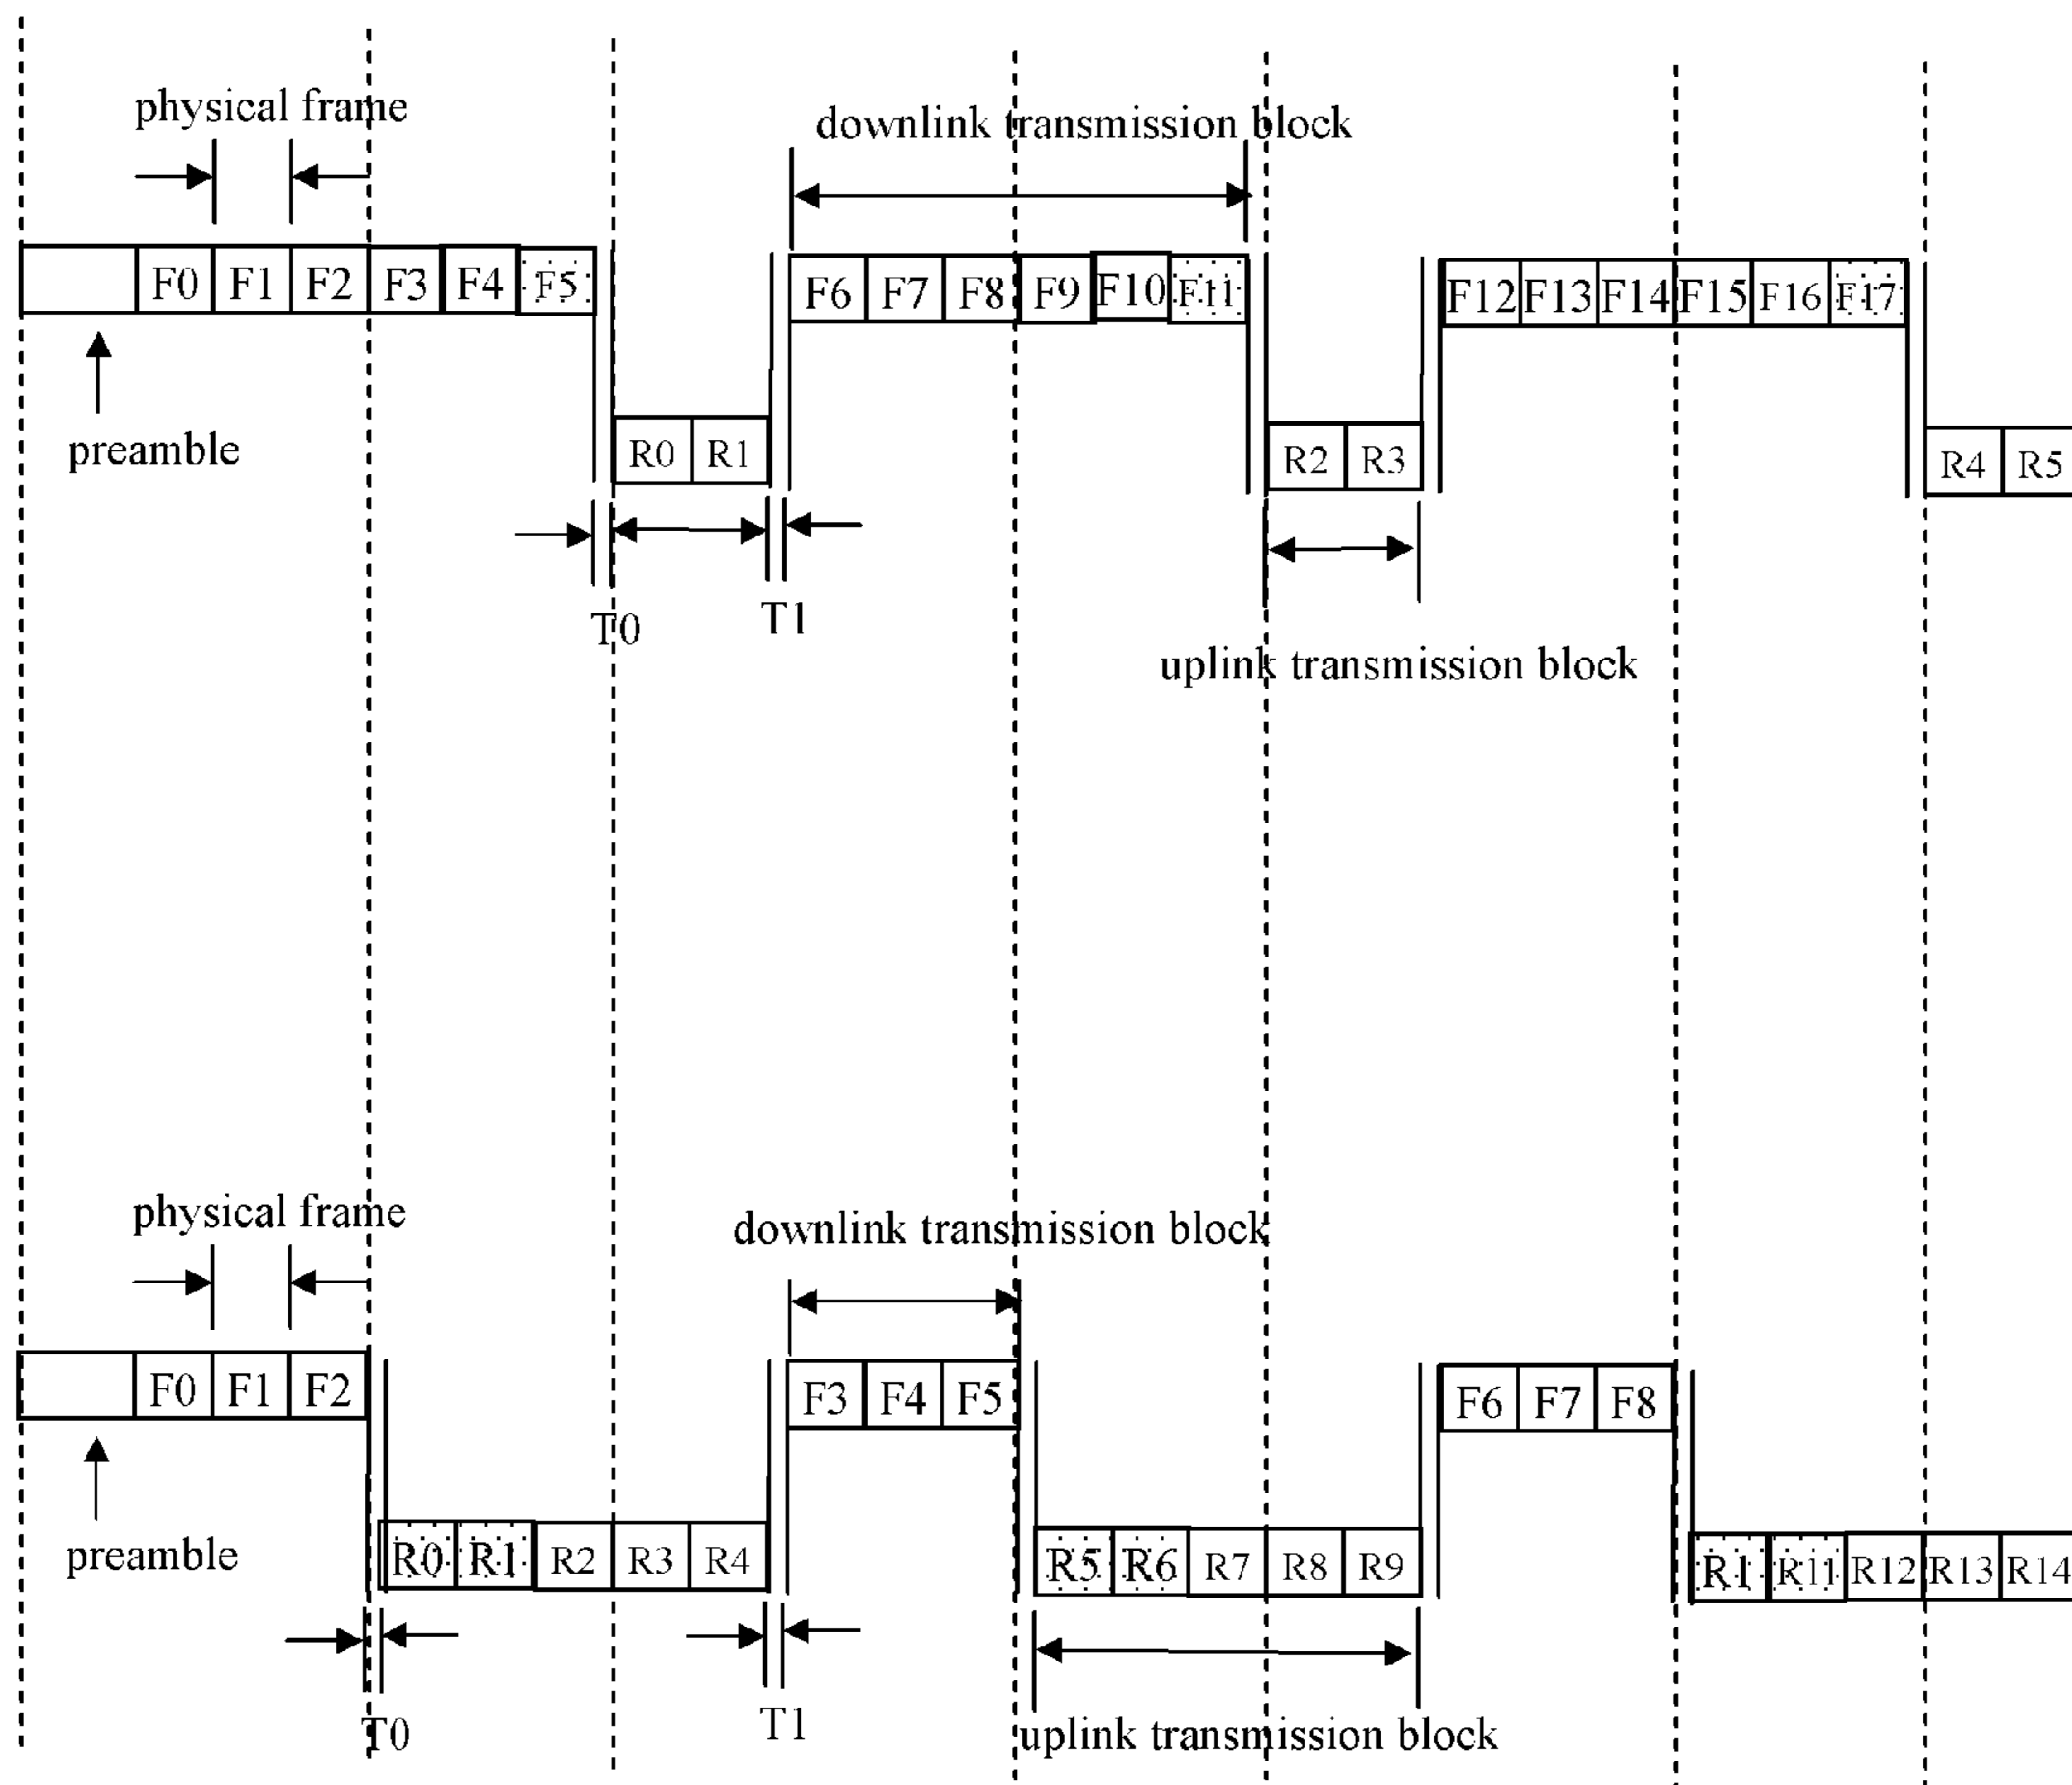 physical frame
downlink transmission block
F0 F1 F2 F3 F4 F5 F6 F7 F8 F9 F10 F11 F12 F13 F14 F15 F16 F17
preamble
R0 R1 R2 R3 R4 R5
T0 T1
uplink transmission block
physical frame
downlink transmission block
F0 F1 F2 F3 F4 F5 F6 F7 F8
preamble
R0 R1 R2 R3 R4 R5 R6 R7 R8 R9 R1 R11 R12 R13 R14
T0 T1
uplink transmission block